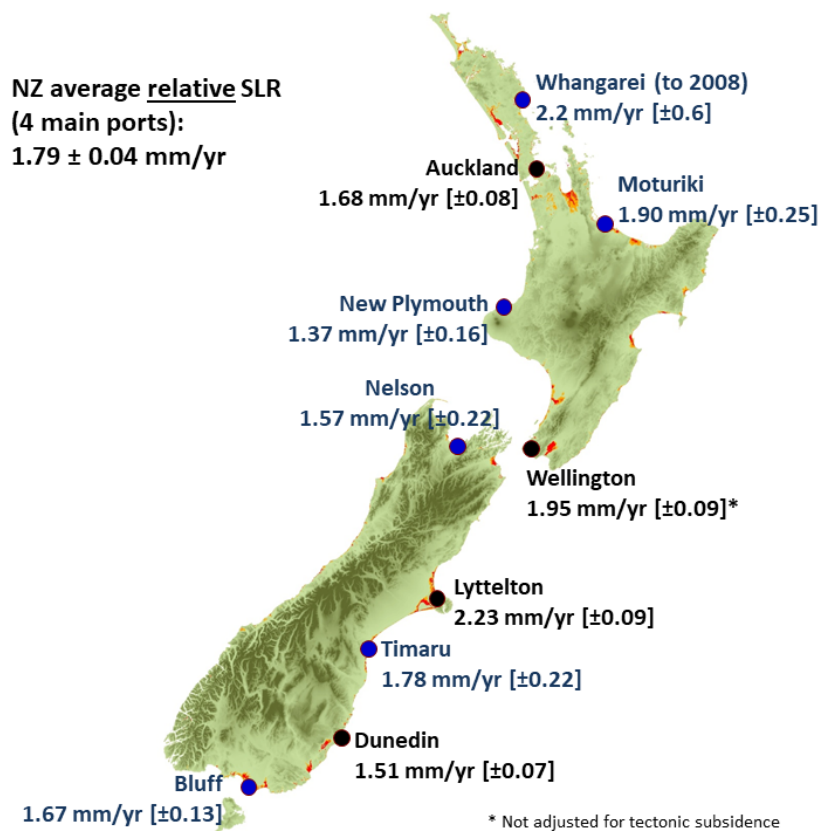 NZ average relative SLR
(4 main ports):
1.79 ± 0.04 mm/yr
Whangarei (to 2008)
2.2 mm/yr [±0.6]
Auckland
1.68 mm/yr [±0.08]
Moturiki
1.90 mm/yr [±0.25]
New Plymouth
1.37 mm/yr [±0.16]
Nelson
1.57 mm/yr [±0.22]
Wellington
1.95 mm/yr [±0.09]*
Lyttelton
2.23 mm/yr [±0.09]
Timaru
1.78 mm/yr [±0.22]
Dunedin
1.51 mm/yr [±0.07]
Bluff
1.67 mm/yr [±0.13]
* Not adjusted for tectonic subsidence